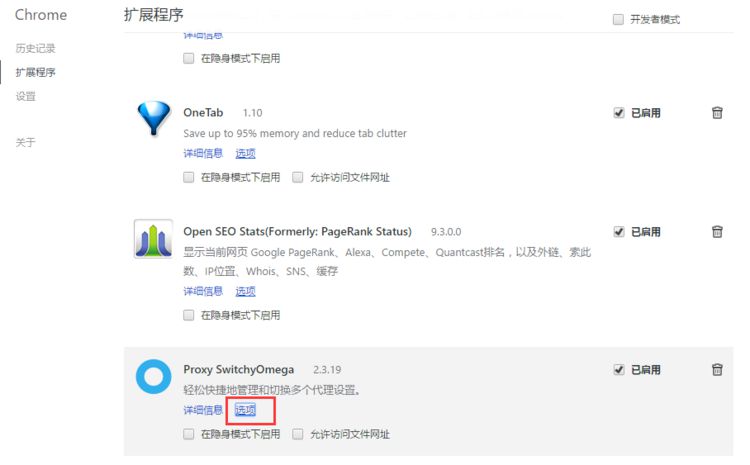 Chrome
扩展程序
开发者模式
历史记录
扩展程序
设置
关于
详细信息
在隐身模式下启用
OneTab 1.10
已启用
Save up to 95% memory and reduce tab clutter
详细信息 选项
在隐身模式下启用 允许访问文件网址
Open SEO Stats(Formerly: PageRank Status) 9.3.0.0
已启用
显示当前网页 Google PageRank、Alexa、Compete、Quantcast排名，以及外链、索此
数、IP位置、Whois、SNS、缓存
详细信息 选项
在隐身模式下启用
Proxy SwitchyOmega 2.3.19
已启用
轻松快捷地管理和切换多个代理设置。
详细信息 选项
在隐身模式下启用 允许访问文件网址